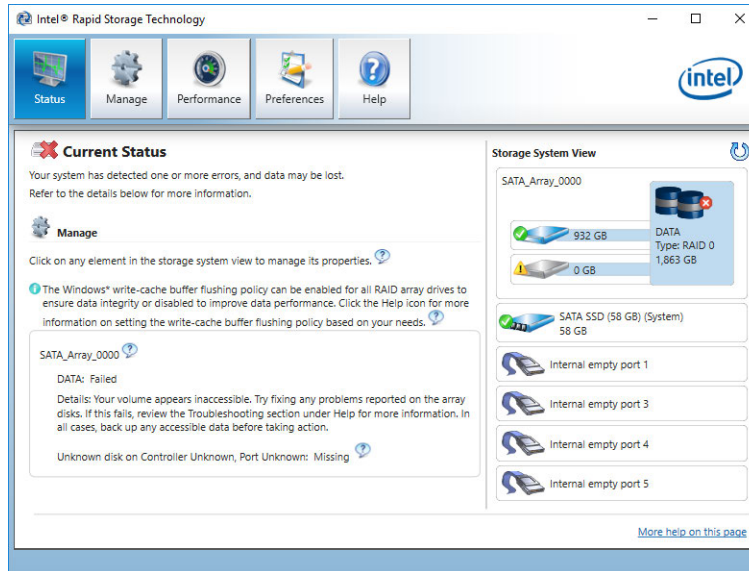 Intel® Rapid Storage Technology
Status
Manage
Performance
Preferences
Help
intel
Current Status
Your system has detected one or more errors, and data may be lost.
Refer to the details below for more information.
Manage
Click on any element in the storage system view to manage its properties.
The Windows* write-cache buffer flushing policy can be enabled for all RAID array drives to
ensure data integrity or disabled to improve data performance. Click the Help icon for more
information on setting the write-cache buffer flushing policy based on your needs.
SATA_Array_0000
DATA: Failed
Details: Your volume appears inaccessible. Try fixing any problems reported on the array
disks. If this fails, review the Troubleshooting section under Help for more information. In
all cases, back up any accessible data before taking action.
Unknown disk on Controller Unknown, Port Unknown: Missing
Storage System View
SATA_Array_0000
932 GB
0 GB
DATA
Type: RAID 0
1,863 GB
SATA SSD (58 GB) (System)
58 GB
Internal empty port 1
Internal empty port 3
Internal empty port 4
Internal empty port 5
More help on this page